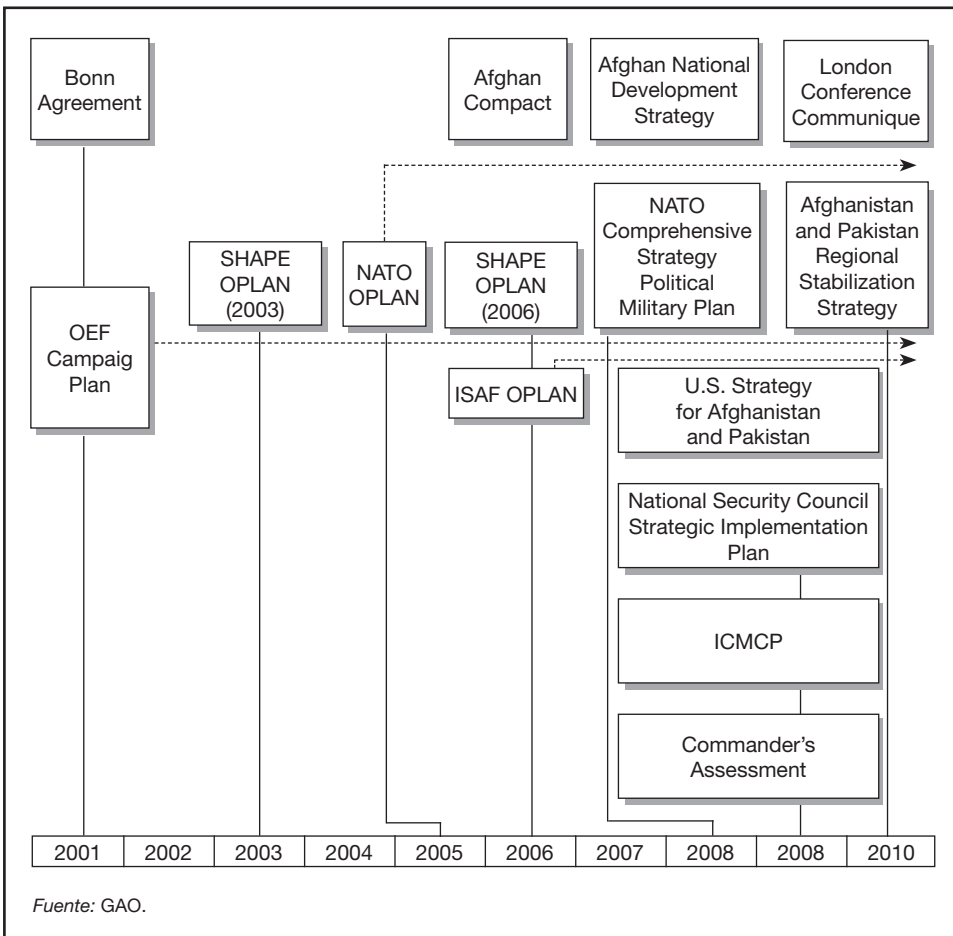 Bonn
Agreement
Afghan
Compact
Afghan National
Development
Strategy
London
Conference
Communique
SHAPE
OPLAN
(2003)
NATO
OPLAN
SHAPE
OPLAN
(2006)
NATO
Comprehensive
Strategy
Political
Military Plan
Afghanistan
and Pakistan
Regional
Stabilization
Strategy
OEF
Campaig
Plan
ISAF OPLAN
U.S. Strategy
for Afghanistan
and Pakistan
National Security Council
Strategic Implementation
Plan
ICMCP
Commander’s
Assessment
2001 2002 2003 2004 2005 2006 2007 2008 2008 2010
Fuente: GAO.